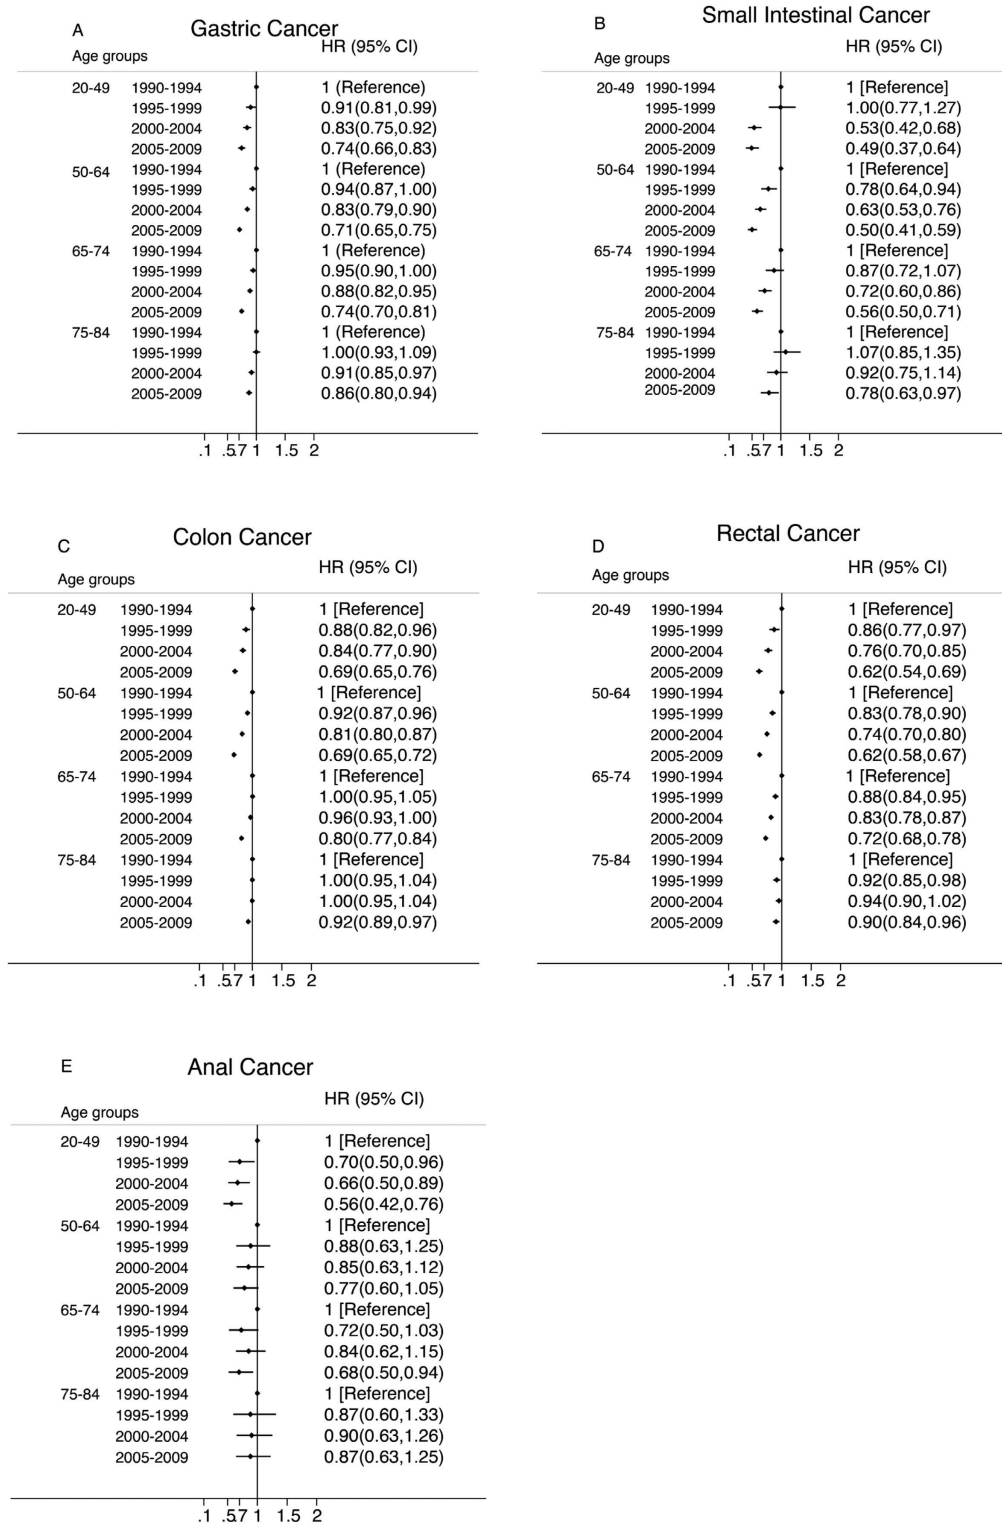 A Gastric Cancer
HR (95% CI)
Age groups
20-49 1990-1994 1 (Reference)
1995-1999 0.91(0.81,0.99)
2000-2004 0.83(0.75,0.92)
2005-2009 0.74(0.66,0.83)
50-64 1990-1994 1 (Reference)
1995-1999 0.94(0.87,1.00)
2000-2004 0.83(0.79,0.90)
2005-2009 0.71(0.65,0.75)
65-74 1990-1994 1 (Reference)
1995-1999 0.95(0.90,1.00)
2000-2004 0.88(0.82,0.95)
2005-2009 0.74(0.70,0.81)
75-84 1990-1994 1 (Reference)
1995-1999 1.00(0.93,1.09)
2000-2004 0.91(0.85,0.97)
2005-2009 0.86(0.80,0.94)
.1 .5.7 1 1.5 2
B Small Intestinal Cancer
HR (95% CI)
Age groups
20-49 1990-1994 1 [Reference]
1995-1999 1.00(0.77,1.27)
2000-2004 0.53(0.42,0.68)
2005-2009 0.49(0.37,0.64)
50-64 1990-1994 1 [Reference]
1995-1999 0.78(0.64,0.94)
2000-2004 0.63(0.53,0.76)
2005-2009 0.50(0.41,0.59)
65-74 1990-1994 1 [Reference]
1995-1999 0.87(0.72,1.07)
2000-2004 0.72(0.60,0.86)
2005-2009 0.56(0.50,0.71)
75-84 1990-1994 1 [Reference]
1995-1999 1.07(0.85,1.35)
2000-2004 0.92(0.75,1.14)
2005-2009 0.78(0.63,0.97)
.1 .5.7 1 1.5 2
C Colon Cancer
HR (95% CI)
Age groups
20-49 1990-1994 1 [Reference]
1995-1999 0.88(0.82,0.96)
2000-2004 0.84(0.77,0.90)
2005-2009 0.69(0.65,0.76)
50-64 1990-1994 1 [Reference]
1995-1999 0.92(0.87,0.96)
2000-2004 0.81(0.80,0.87)
2005-2009 0.69(0.65,0.72)
65-74 1990-1994 1 [Reference]
1995-1999 1.00(0.95,1.05)
2000-2004 0.96(0.93,1.00)
2005-2009 0.80(0.77,0.84)
75-84 1990-1994 1 [Reference]
1995-1999 1.00(0.95,1.04)
2000-2004 1.00(0.95,1.04)
2005-2009 0.92(0.89,0.97)
.1 .5.7 1 1.5 2
D Rectal Cancer
HR (95% CI)
Age groups
20-49 1990-1994 1 [Reference]
1995-1999 0.86(0.77,0.97)
2000-2004 0.76(0.70,0.85)
2005-2009 0.62(0.54,0.69)
50-64 1990-1994 1 [Reference]
1995-1999 0.83(0.78,0.90)
2000-2004 0.74(0.70,0.80)
2005-2009 0.62(0.58,0.67)
65-74 1990-1994 1 [Reference]
1995-1999 0.88(0.84,0.95)
2000-2004 0.83(0.78,0.87)
2005-2009 0.72(0.68,0.78)
75-84 1990-1994 1 [Reference]
1995-1999 0.92(0.85,0.98)
2000-2004 0.94(0.90,1.02)
2005-2009 0.90(0.84,0.96)
.1 .5.7 1 1.5 2
E Anal Cancer
HR (95% CI)
Age groups
20-49 1990-1994 1 [Reference]
1995-1999 0.70(0.50,0.96)
2000-2004 0.66(0.50,0.89)
2005-2009 0.56(0.42,0.76)
50-64 1990-1994 1 [Reference]
1995-1999 0.88(0.63,1.25)
2000-2004 0.85(0.63,1.12)
2005-2009 0.77(0.60,1.05)
65-74 1990-1994 1 [Reference]
1995-1999 0.72(0.50,1.03)
2000-2004 0.84(0.62,1.15)
2005-2009 0.68(0.50,0.94)
75-84 1990-1994 1 [Reference]
1995-1999 0.87(0.60,1.33)
2000-2004 0.90(0.63,1.26)
2005-2009 0.87(0.63,1.25)
.1 .5.7 1 1.5 2